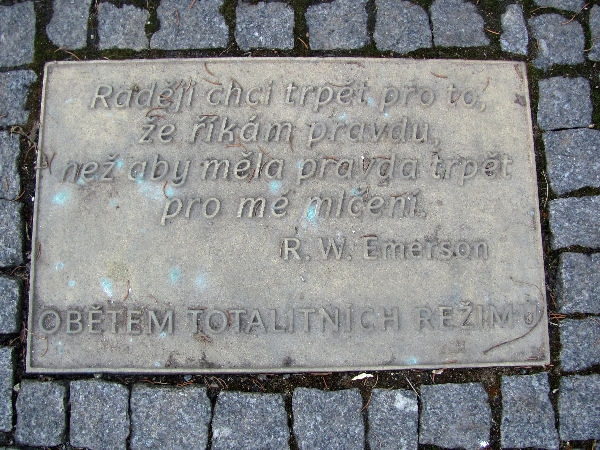 Raději chci trpět pro to,
že říkám pravdu,
než aby měla pravda trpět
pro mé mlčení.
R. W. Emerson
OBĚTEM TOTALITNÍCH REŽIMŮ